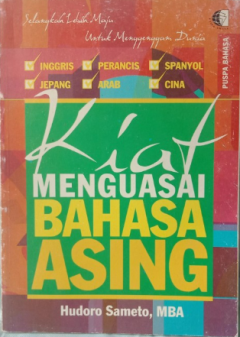 Selangkah Lebih Maju
Untuk Menggenggam Dunia
INGGRIS PERANCIS SPANYOL
JEPANG ARAB CINA
PUSPA BAHASA
Kiat
MENGUASAI
BAHASA
ASING
Hudoro Sameto, MBA